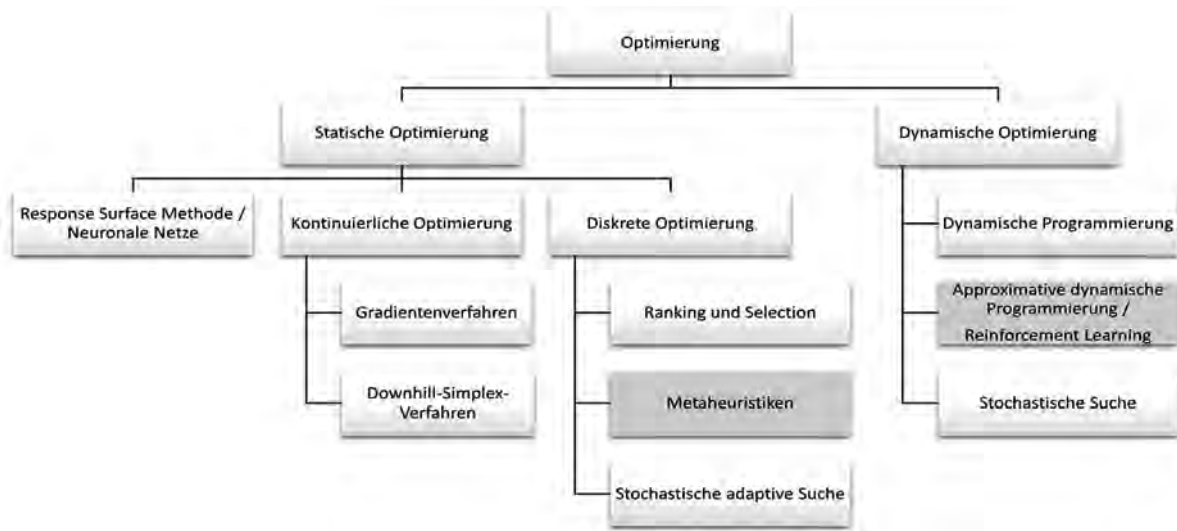 Optimierung
Statische Optimierung
Dynamische Optimierung
Response Surface Methode /
Neuronale Netze
Kontinuierliche Optimierung
Diskrete Optimierung
Dynamische Programmierung
Gradientenverfahren
Ranking und Selection
Approximative dynamische
Programmierung /
Reinforcement Learning
Downhill-Simplex-
Verfahren
Metaheuristiken
Stochastische Suche
Stochastische adaptive Suche